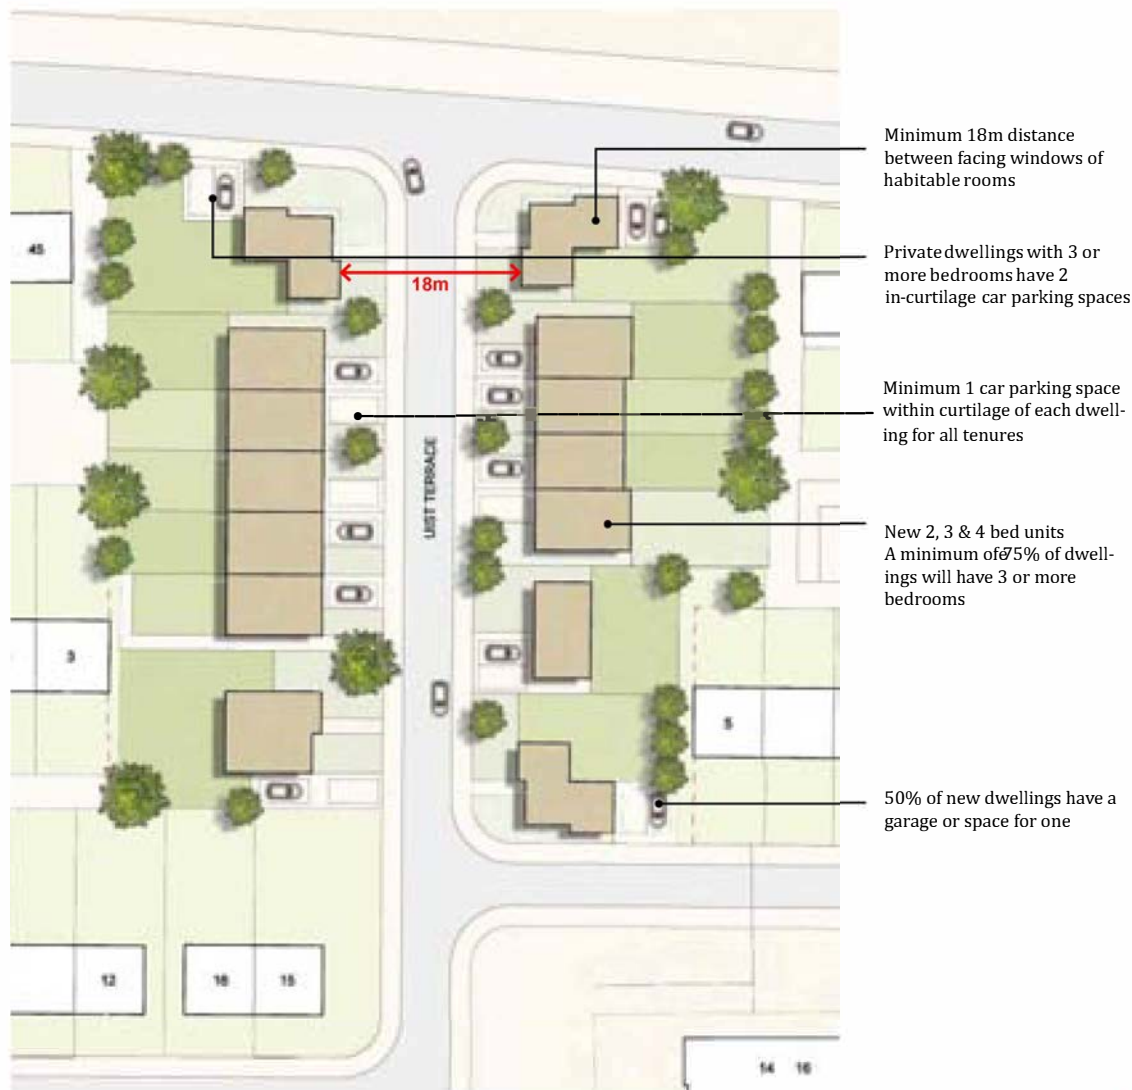 Minimum 18m distance
between facing windows of
habitable rooms
45
Private dwellings with 3 or
more bedrooms have 2
in-curtilage car parking spaces
18m
Minimum 1 car parking space
within curtilage of each dwell-
ing for all tenures
UIST TERRACE
New 2, 3 & 4 bed units
A minimum of 75% of dwell-
ings will have 3 or more
bedrooms
3
5
50% of new dwellings have a
garage or space for one
12
16
15
14 16